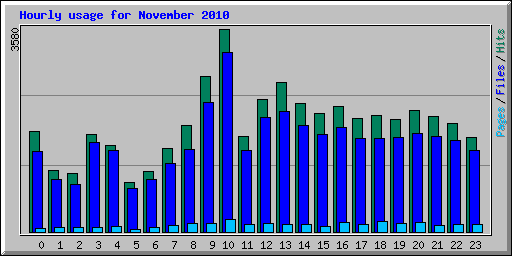 Hourly usage for November 2010
3580
Pages/Files/Hits
0 1 2 3 4 5 6 7 8 9 10 11 12 13 14 15 16 17 18 19 20 21 22 23